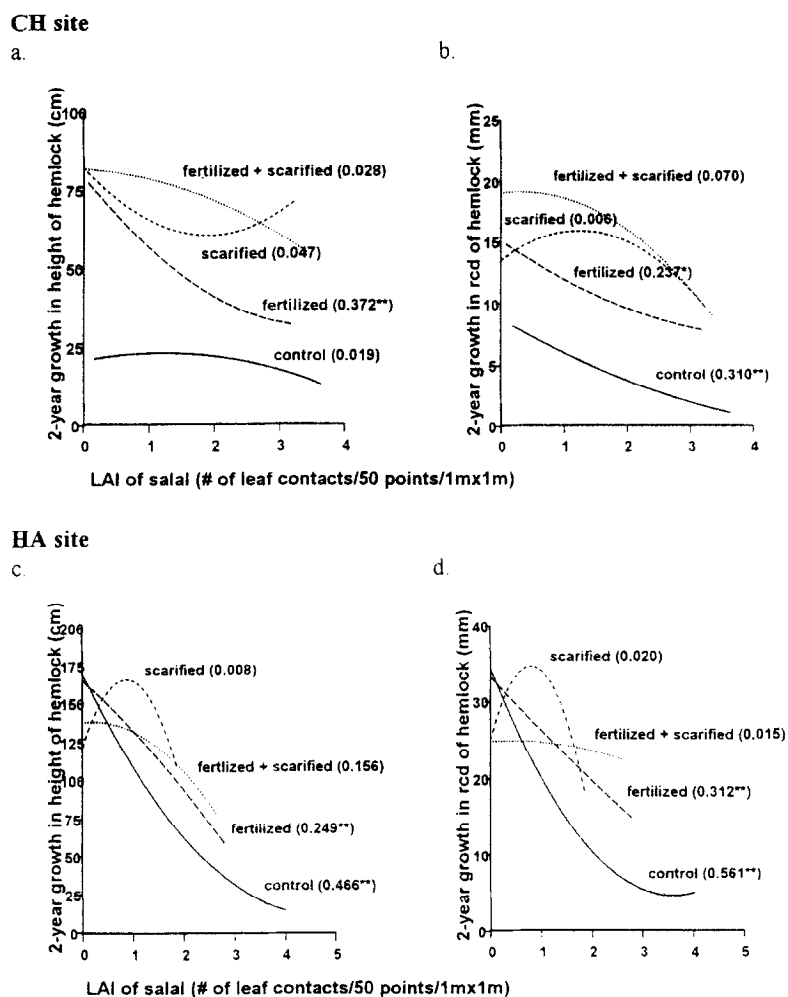 CH site
a.
b.
2-year growth in height of hemlock (cm)
100
75
50
25
0
fertilized + scarified (0.028)
scarified (0.047)
fertilized (0.372**)
control (0.019)
0 1 2 3 4
2-year growth in rcd of hemlock (mm)
25
20
15
10
5
0
fertilized + scarified (0.070)
scarified (0.006)
fertilized (0.237*)
control (0.310**)
0 1 2 3 4
LAI of salal (# of leaf contacts/50 points/1mx1m)
HA site
c.
d.
2-year growth in height of hemlock (cm)
200
175
150
125
100
75
50
25
0
scarified (0.008)
fertlized + scarified (0.156)
fertilized (0.249**)
control (0.466**)
0 1 2 3 4 5
2-year growth in rcd of hemlock (mm)
40
30
20
10
0
scarified (0.020)
fertilized + scarified (0.015)
fertilized (0.312**)
control (0.561**)
0 1 2 3 4 5
LAI of salal (# of leaf contacts/50 points/1mx1m)